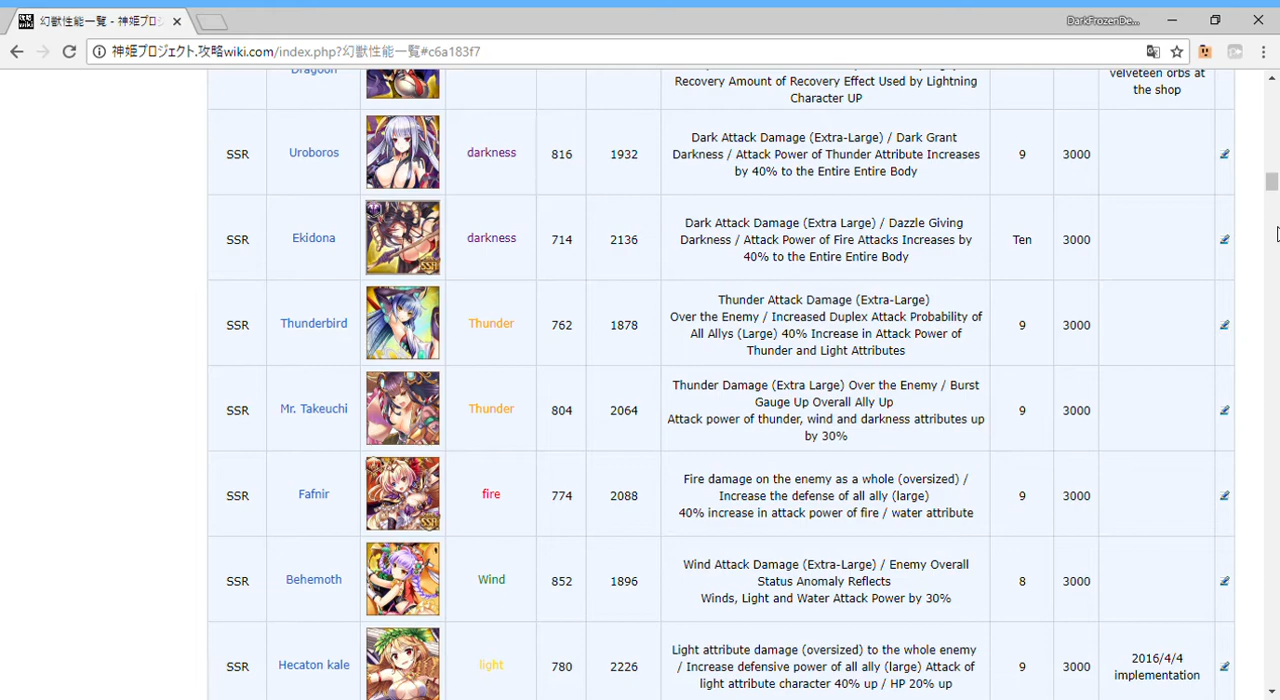 幻獣性能一覧 - 神姫プロジ
DarkFrozenDe...
神姫プロジェクト.攻略wiki.com/index.php?幻獣性能一覧#c6a183f7
Dragoon
Recovery Amount of Recovery Effect Used by Lightning
Character UP
velveteen orbs at
the shop
SSR
Uroboros
darkness
816
1932
Dark Attack Damage (Extra-Large) / Dark Grant
Darkness / Attack Power of Thunder Attribute Increases
by 40% to the Entire Entire Body
9
3000
SSR
Ekidona
darkness
714
2136
Dark Attack Damage (Extra Large) / Dazzle Giving
Darkness / Attack Power of Fire Attacks Increases by
40% to the Entire Entire Body
Ten
3000
SSR
Thunderbird
Thunder
762
1878
Thunder Attack Damage (Extra-Large)
Over the Enemy / Increased Duplex Attack Probability of
All Allys (Large) 40% Increase in Attack Power of
Thunder and Light Attributes
9
3000
SSR
Mr. Takeuchi
Thunder
804
2064
Thunder Damage (Extra Large) Over the Enemy / Burst
Gauge Up Overall Ally Up
Attack power of thunder, wind and darkness attributes up
by 30%
9
3000
SSR
Fafnir
fire
774
2088
Fire damage on the enemy as a whole (oversized) /
Increase the defense of all ally (large)
40% increase in attack power of fire / water attribute
9
3000
SSR
Behemoth
Wind
852
1896
Wind Attack Damage (Extra-Large) / Enemy Overall
Status Anomaly Reflects
Winds, Light and Water Attack Power by 30%
8
3000
SSR
Hecaton kale
light
780
2226
Light attribute damage (oversized) to the whole enemy
/ Increase defensive power of all ally (large) Attack of
light attribute character 40% up / HP 20% up
9
3000
2016/4/4
implementation